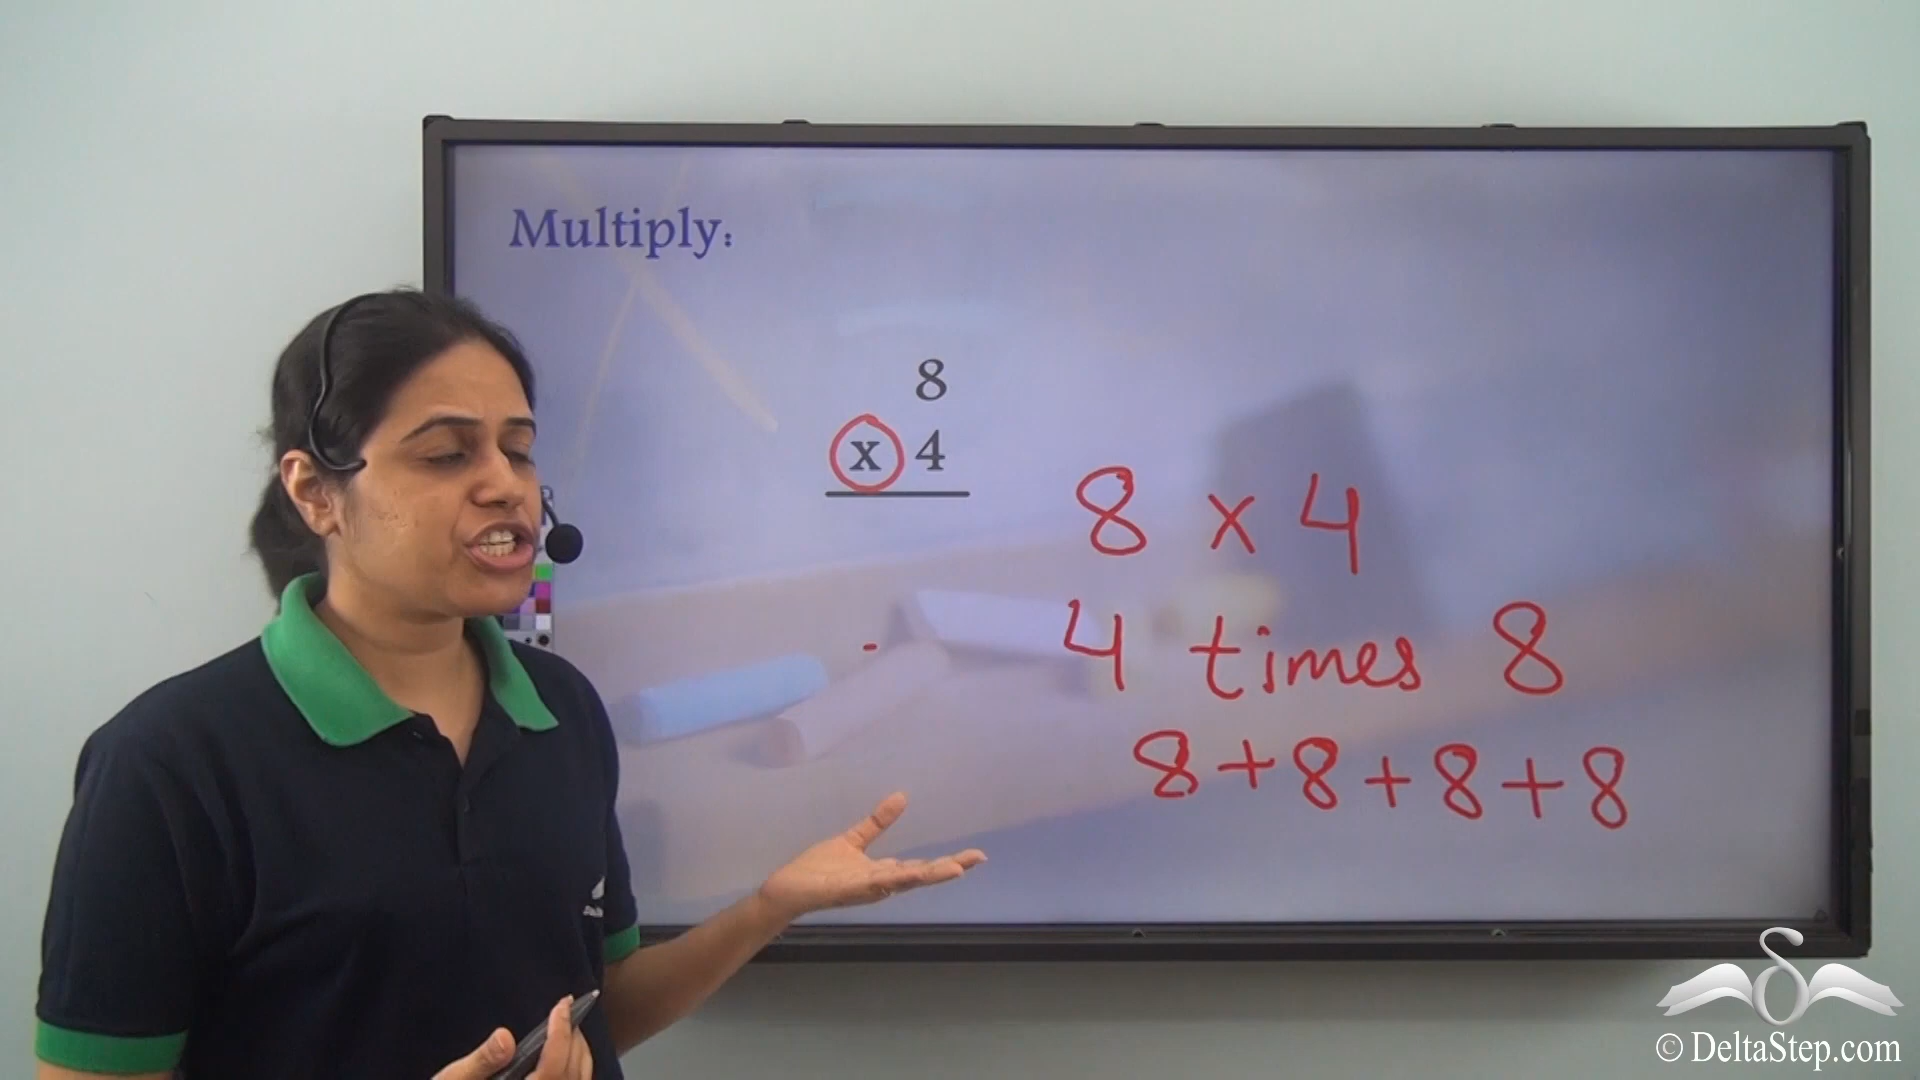 Multiply:
8
x 4
8 x 4
4 times 8
8+8+8+8
© DeltaStep.com